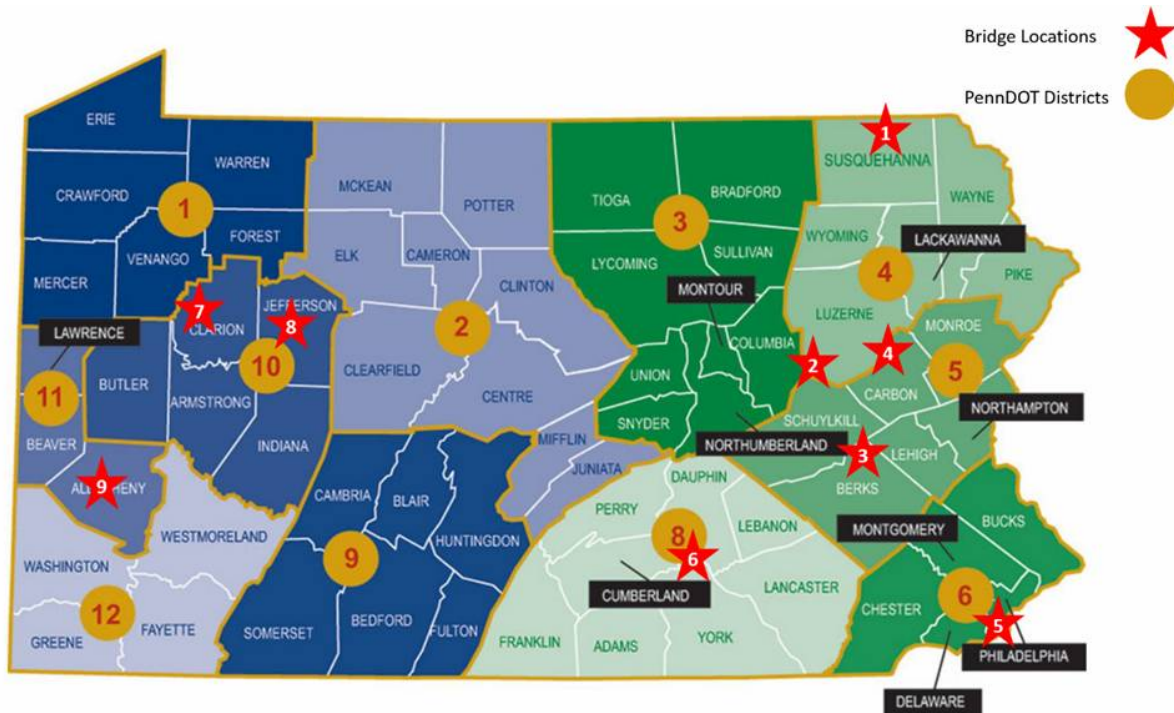 Bridge Locations
PennDOT Districts
ERIE
WARREN
CRAWFORD
1
FOREST
VENANGO
MERCER
MCKEAN
POTTER
ELK
CAMERON
CLINTON
2
CLEARFIELD
CENTRE
MIFFLIN
JUNIATA
TIOGA
BRADFORD
3
SULLIVAN
LYCOMING
MONTOUR
COLUMBIA
UNION
SNYDER
NORTHUMBERLAND
1
SUSQUEHANNA
WAYNE
WYOMING
LACKAWANNA
4
PIKE
LUZERNE
2
4
MONROE
5
CARBON
NORTHAMPTON
SCHUYLKILL
3
LEHIGH
BERKS
7
CLARION
JEFFERSON
8
10
LAWRENCE
BUTLER
11
ARMSTRONG
INDIANA
BEAVER
ALLEGHENY
9
WESTMORELAND
WASHINGTON
12
GREENE
FAYETTE
CAMBRIA
BLAIR
HUNTINGDON
9
SOMERSET
BEDFORD
FULTON
DAUPHIN
PERRY
LEBANON
8
6
CUMBERLAND
LANCASTER
FRANKLIN
ADAMS
YORK
MONTGOMERY
BUCKS
CHESTER
6
5
PHILADELPHIA
DELAWARE